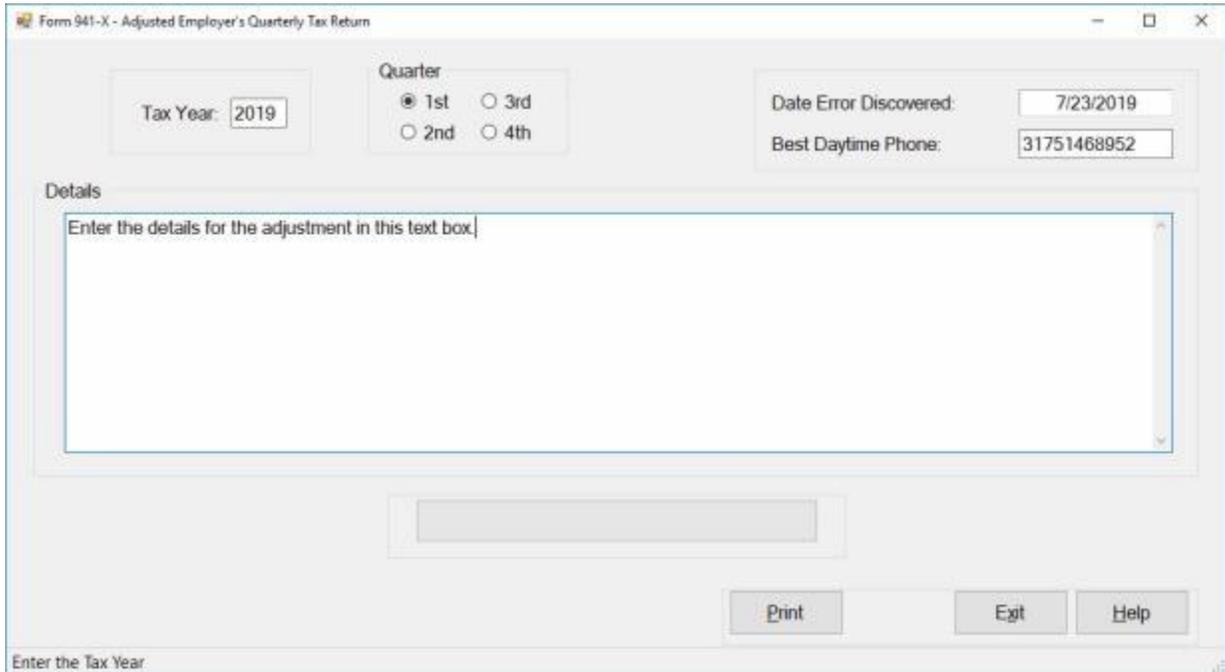 Form 941-X - Adjusted Employer's Quarterly Tax Return
Tax Year: 2019
Quarter
1st 3rd
2nd 4th
Date Error Discovered: 7/23/2019
Best Daytime Phone: 31751468952
Details
Enter the details for the adjustment in this text box.
Print Exit Help
Enter the Tax Year